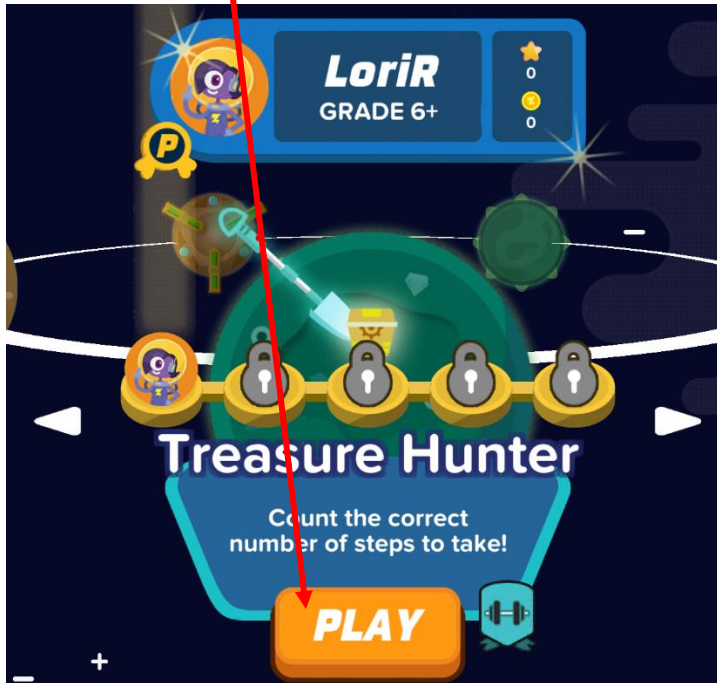 LoriR
GRADE 6+
0
0
P
Treasure Hunter
Count the correct
number of steps to take!
PLAY